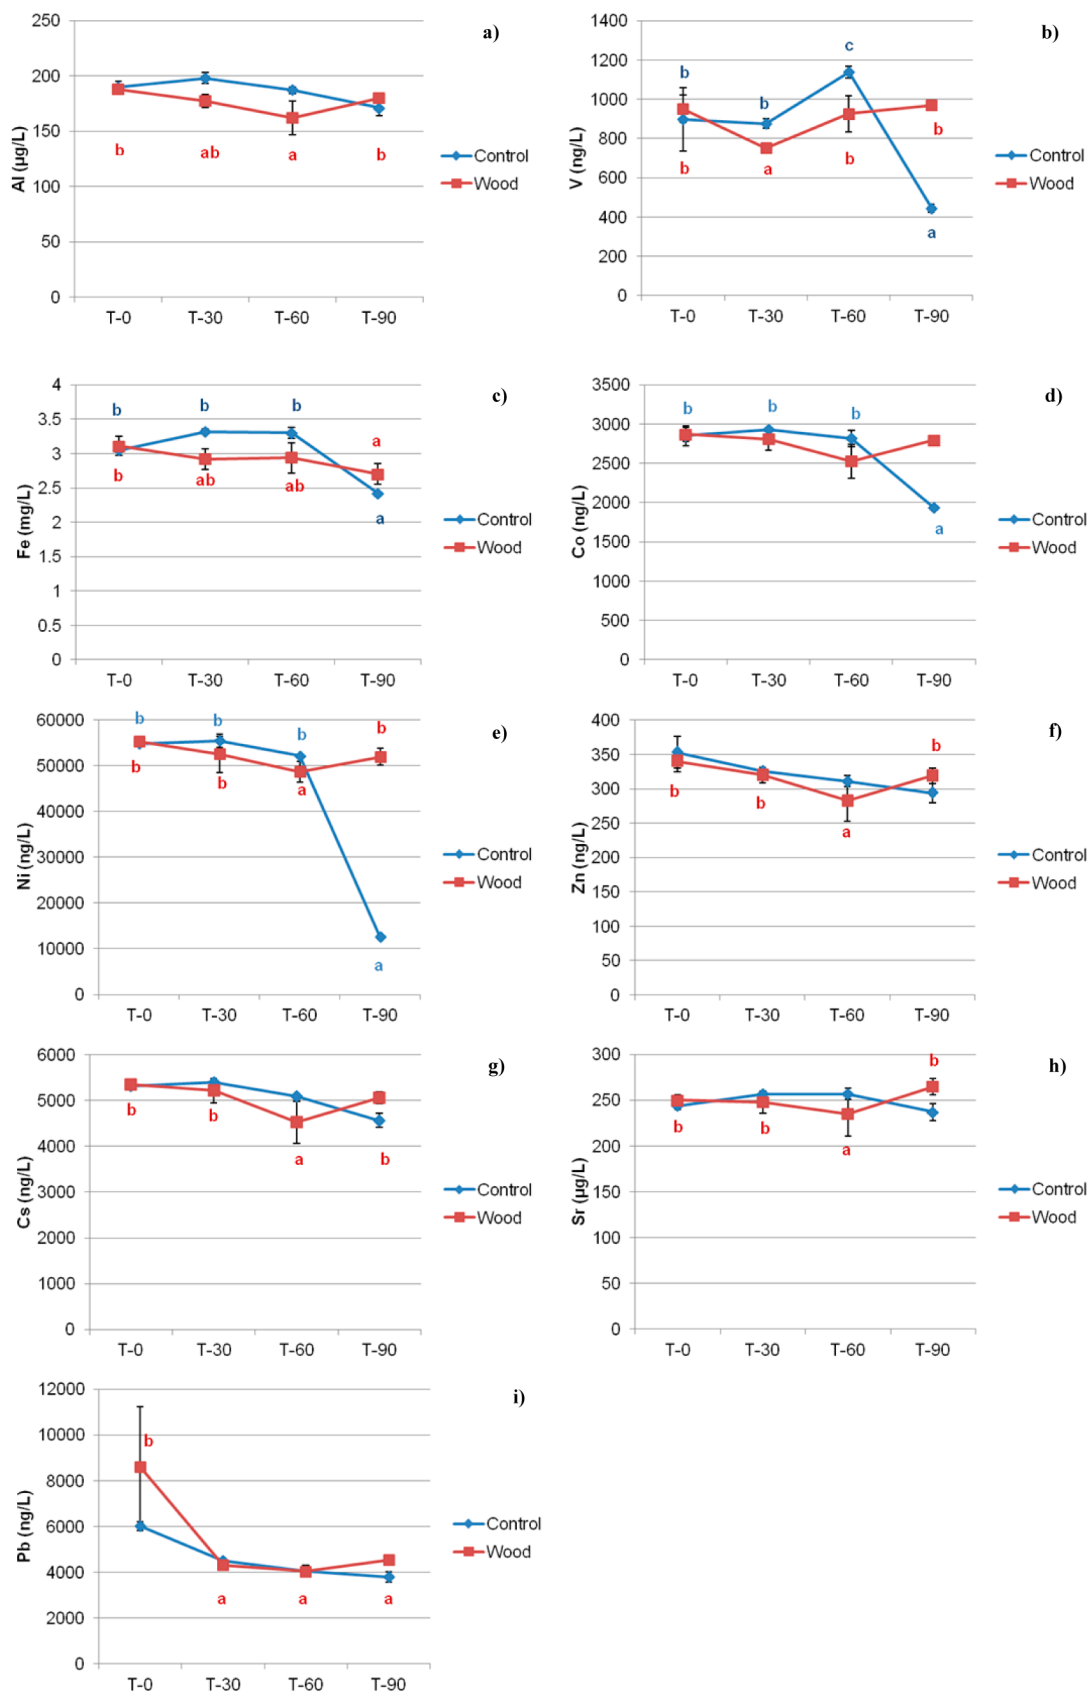 a)
Al (µg/L)
250
200
150
100
50
0
b
ab
a
b
T-0 T-30 T-60 T-90
Control
Wood
b)
V (ng/L)
1400
1200
1000
800
600
400
200
0
b
b
c
a
b
a
b
b
T-0 T-30 T-60 T-90
Control
Wood
c)
Fe (mg/L)
4
3.5
3
2.5
2
1.5
1
0.5
0
b
b
b
a
b
ab
ab
a
T-0 T-30 T-60 T-90
Control
Wood
d)
Co (ng/L)
3500
3000
2500
2000
1500
1000
500
0
b
b
b
a
T-0 T-30 T-60 T-90
Control
Wood
e)
Ni (ng/L)
60000
50000
40000
30000
20000
10000
0
b
b
b
b
b
b
a
a
T-0 T-30 T-60 T-90
Control
Wood
f)
Zn (ng/L)
400
350
300
250
200
150
100
50
0
b
b
a
b
T-0 T-30 T-60 T-90
Control
Wood
g)
Cs (ng/L)
6000
5000
4000
3000
2000
1000
0
b
b
a
b
T-0 T-30 T-60 T-90
Control
Wood
h)
Sr (µg/L)
300
250
200
150
100
50
0
b
b
a
b
T-0 T-30 T-60 T-90
Control
Wood
i)
Pb (ng/L)
12000
10000
8000
6000
4000
2000
0
b
a
a
a
T-0 T-30 T-60 T-90
Control
Wood